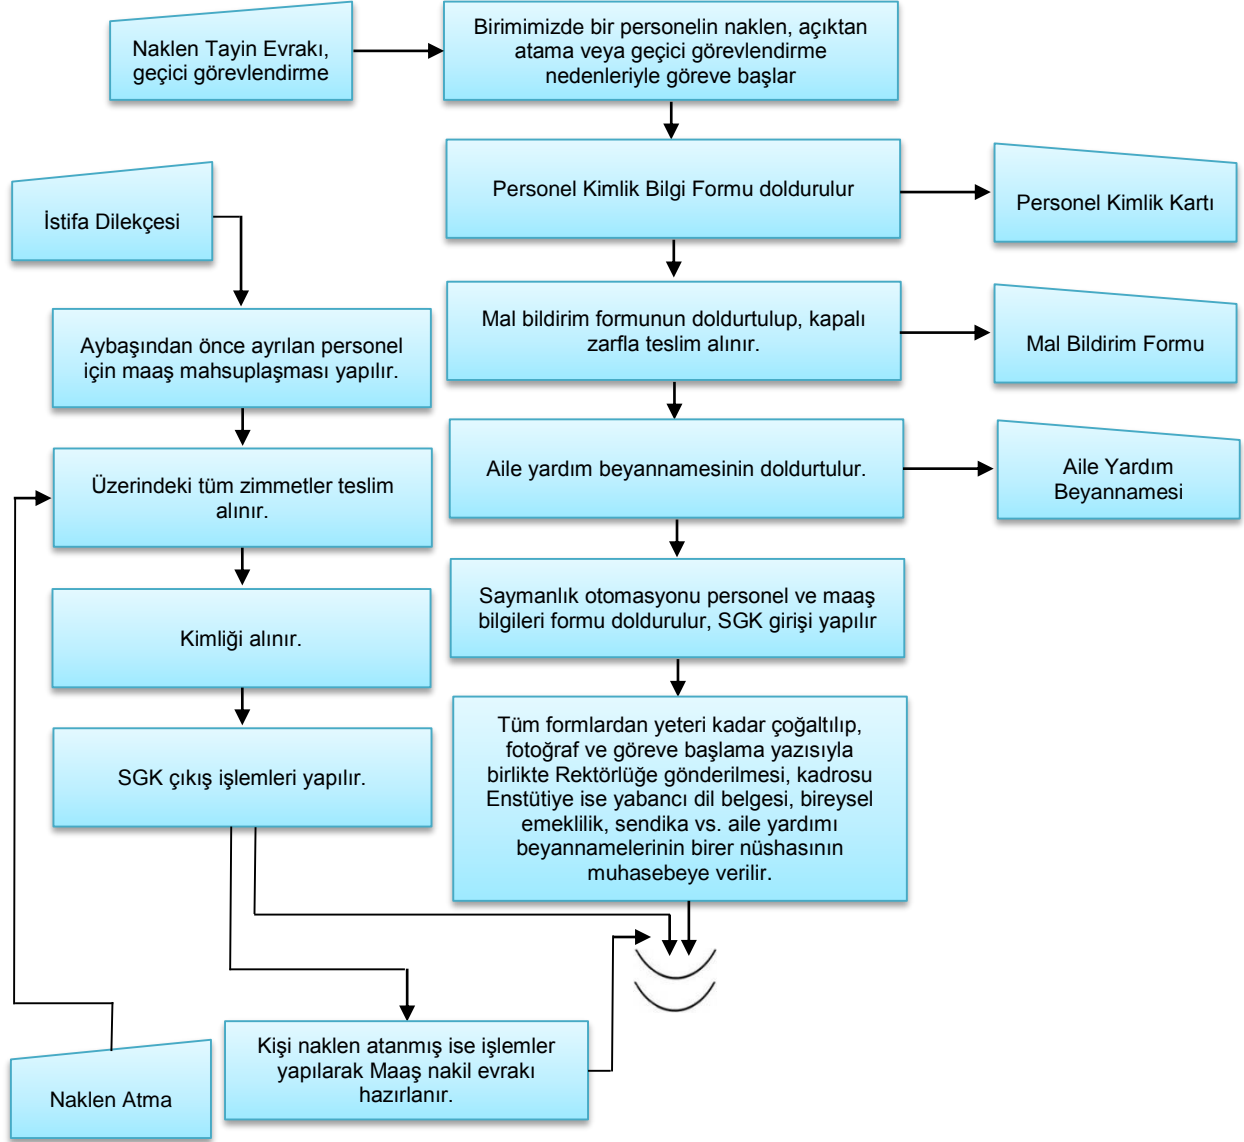 Naklen Tayin Evrakı,
geçici görevlendirme
Birimimizde bir personelin naklen, açıktan
atama veya geçici görevlendirme
nedenleriyle göreve başlar
Personel Kimlik Bilgi Formu doldurulur
Personel Kimlik Kartı
İstifa Dilekçesi
Mal bildirim formunun doldurtulup, kapalı
zarfla teslim alınır.
Mal Bildirim Formu
Aybaşından önce ayrılan personel
için maaş mahsuplaşması yapılır.
Aile yardım beyannamesinin doldurtulur.
Aile Yardım
Beyannamesi
Üzerindeki tüm zimmetler teslim
alınır.
Saymanlık otomasyonu personel ve maaş
bilgileri formu doldurulur, SGK girişi yapılır
Kimliği alınır.
Tüm formlardan yeteri kadar çoğaltılıp,
fotoğraf ve göreve başlama yazısıyla
birlikte Rektörlüğe gönderilmesi, kadrosu
Enstütiye ise yabancı dil belgesi, bireysel
emeklilik, sendika vs. aile yardımı
beyannamelerinin birer nüshasının
muhasebeye verilir.
SGK çıkış işlemleri yapılır.
Kişi naklen atanmış ise işlemler
yapılarak Maaş nakil evrakı
hazırlanır.
Naklen Atma